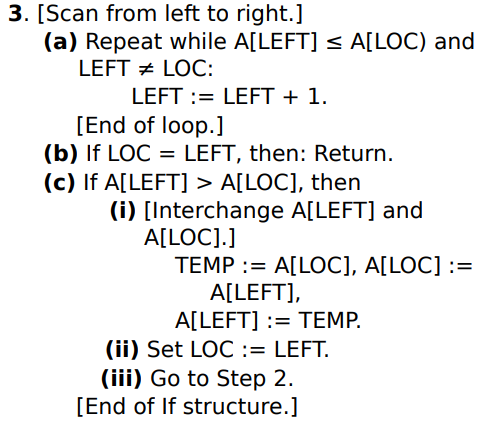 3. [Scan from left to right.]
(a) Repeat while A[LEFT] ≤ A[LOC) and
LEFT ≠ LOC:
LEFT := LEFT + 1.
[End of loop.]
(b) If LOC = LEFT, then: Return.
(c) If A[LEFT] > A[LOC], then
(i) [Interchange A[LEFT] and
A[LOC].]
TEMP := A[LOC], A[LOC] :=
A[LEFT],
A[LEFT] := TEMP.
(ii) Set LOC := LEFT.
(iii) Go to Step 2.
[End of If structure.]